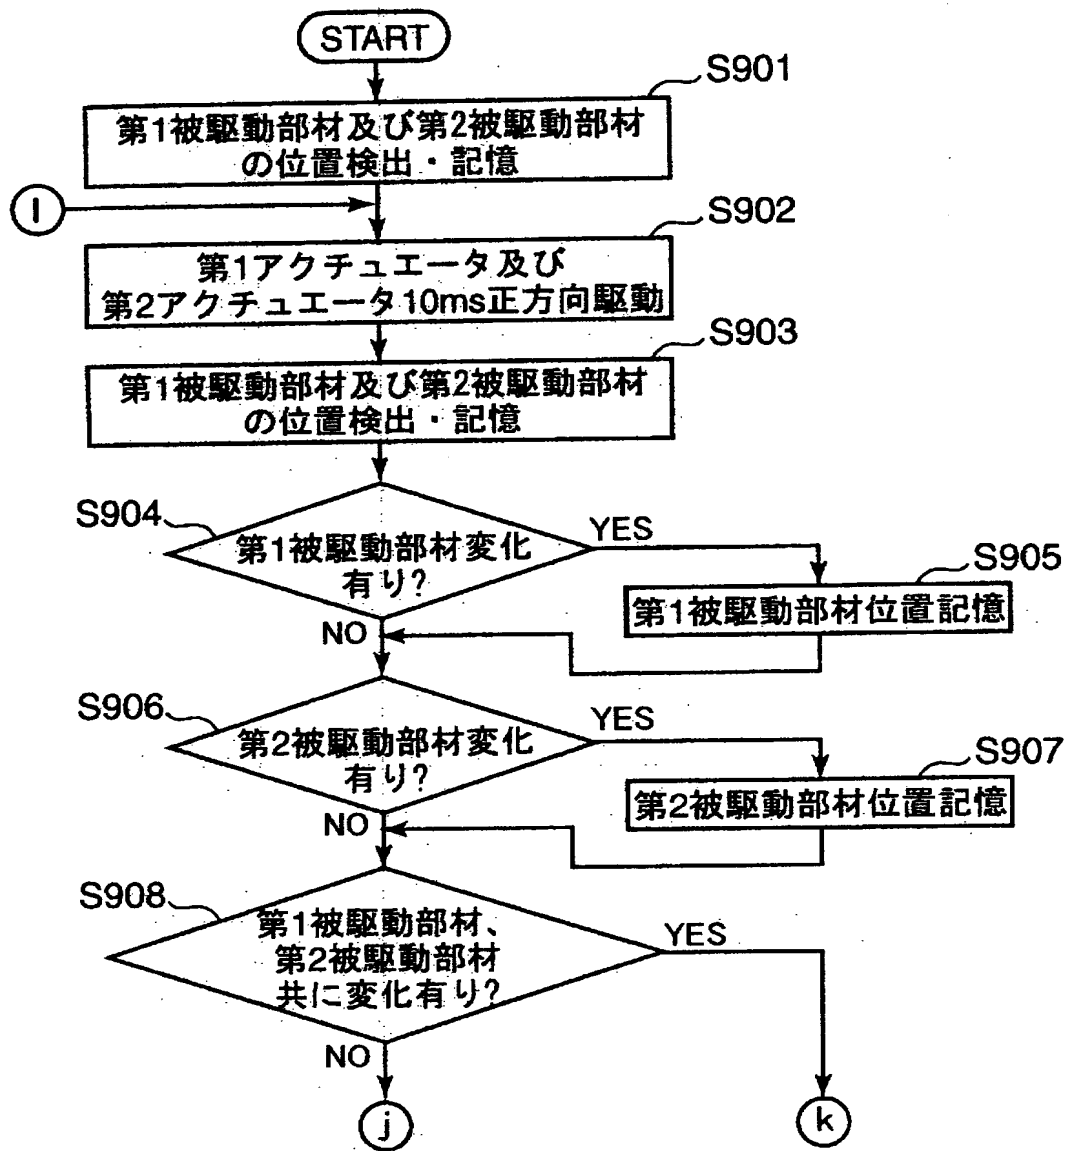 START
S901
第1被駆動部材及び第2被駆動部材
の位置検出・記憶
l
S902
第1アクチュエータ及び
第2アクチュエータ10ms正方向駆動
S903
第1被駆動部材及び第2被駆動部材
の位置検出・記憶
S904
第1被駆動部材変化
有り?
YES
S905
第1被駆動部材位置記憶
NO
S906
第2被駆動部材変化
有り?
YES
S907
第2被駆動部材位置記憶
NO
S908
第1被駆動部材、
第2被駆動部材
共に変化有り?
YES
NO
j
k